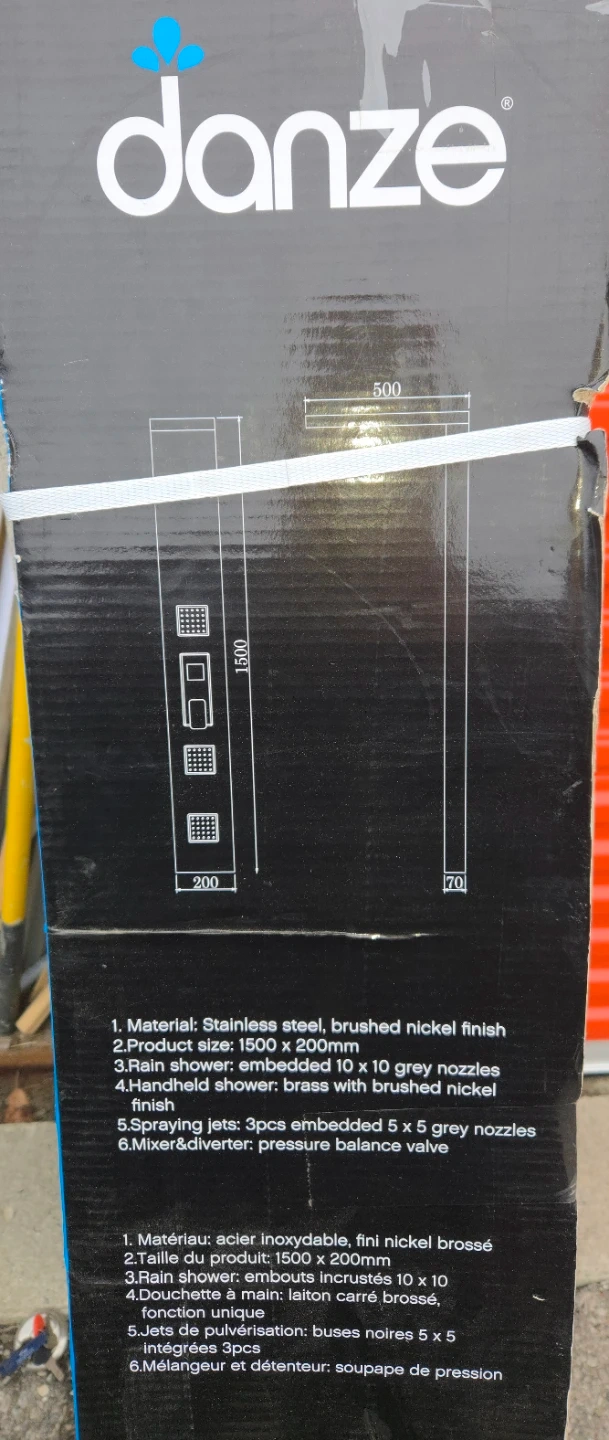 danze®
500
1500
200
70
1. Material: Stainless steel, brushed nickel finish
2.Product size: 1500 x 200mm
3.Rain shower: embedded 10 x 10 grey nozzles
4.Handheld shower: brass with brushed nickel
finish
5.Spraying jets: 3pcs embedded 5 x 5 grey nozzles
6.Mixer&diverter: pressure balance valve
1. Matériau: acier inoxydable, fini nickel brossé
2.Taille du produit: 1500 x 200mm
3.Rain shower: embouts incrustés 10 x 10
4.Douchette à main: laiton carré brossé,
fonction unique
5.Jets de pulvérisation: buses noires 5 x 5
intégrées 3pcs
6.Mélangeur et détenteur: soupape de pression